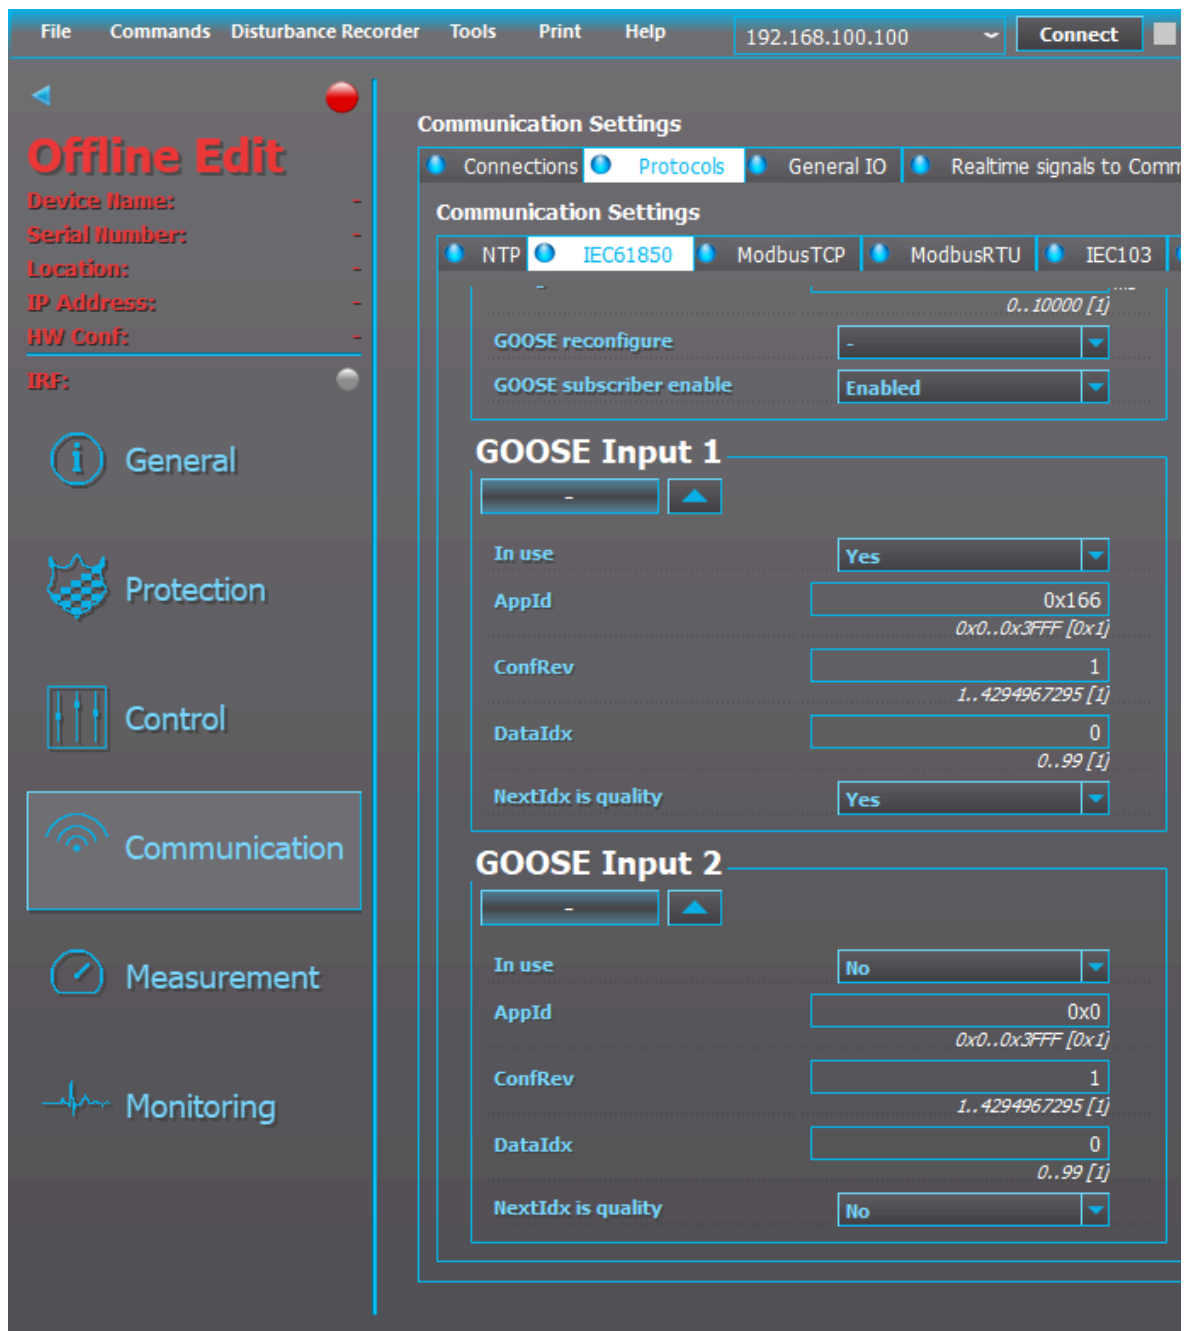 File Commands Disturbance Recorder Tools Print Help 192.168.100.100 Connect
Offline Edit
Device Name: -
Serial Number: -
Location: -
IP Address: -
HW Conf: -
IRF:
General
Protection
Control
Communication
Measurement
Monitoring
Communication Settings
Connections Protocols General IO Realtime signals to Comm
Communication Settings
NTP IEC61850 ModbusTCP ModbusRTU IEC103
0..10000 [1]
GOOSE reconfigure -
GOOSE subscriber enable Enabled
GOOSE Input 1
-
In use Yes
AppId 0x166
0x0..0x3FFF [0x1]
ConfRev 1
1..4294967295 [1]
DataIdx 0
0..99 [1]
NextIdx is quality Yes
GOOSE Input 2
-
In use No
AppId 0x0
0x0..0x3FFF [0x1]
ConfRev 1
1..4294967295 [1]
DataIdx 0
0..99 [1]
NextIdx is quality No